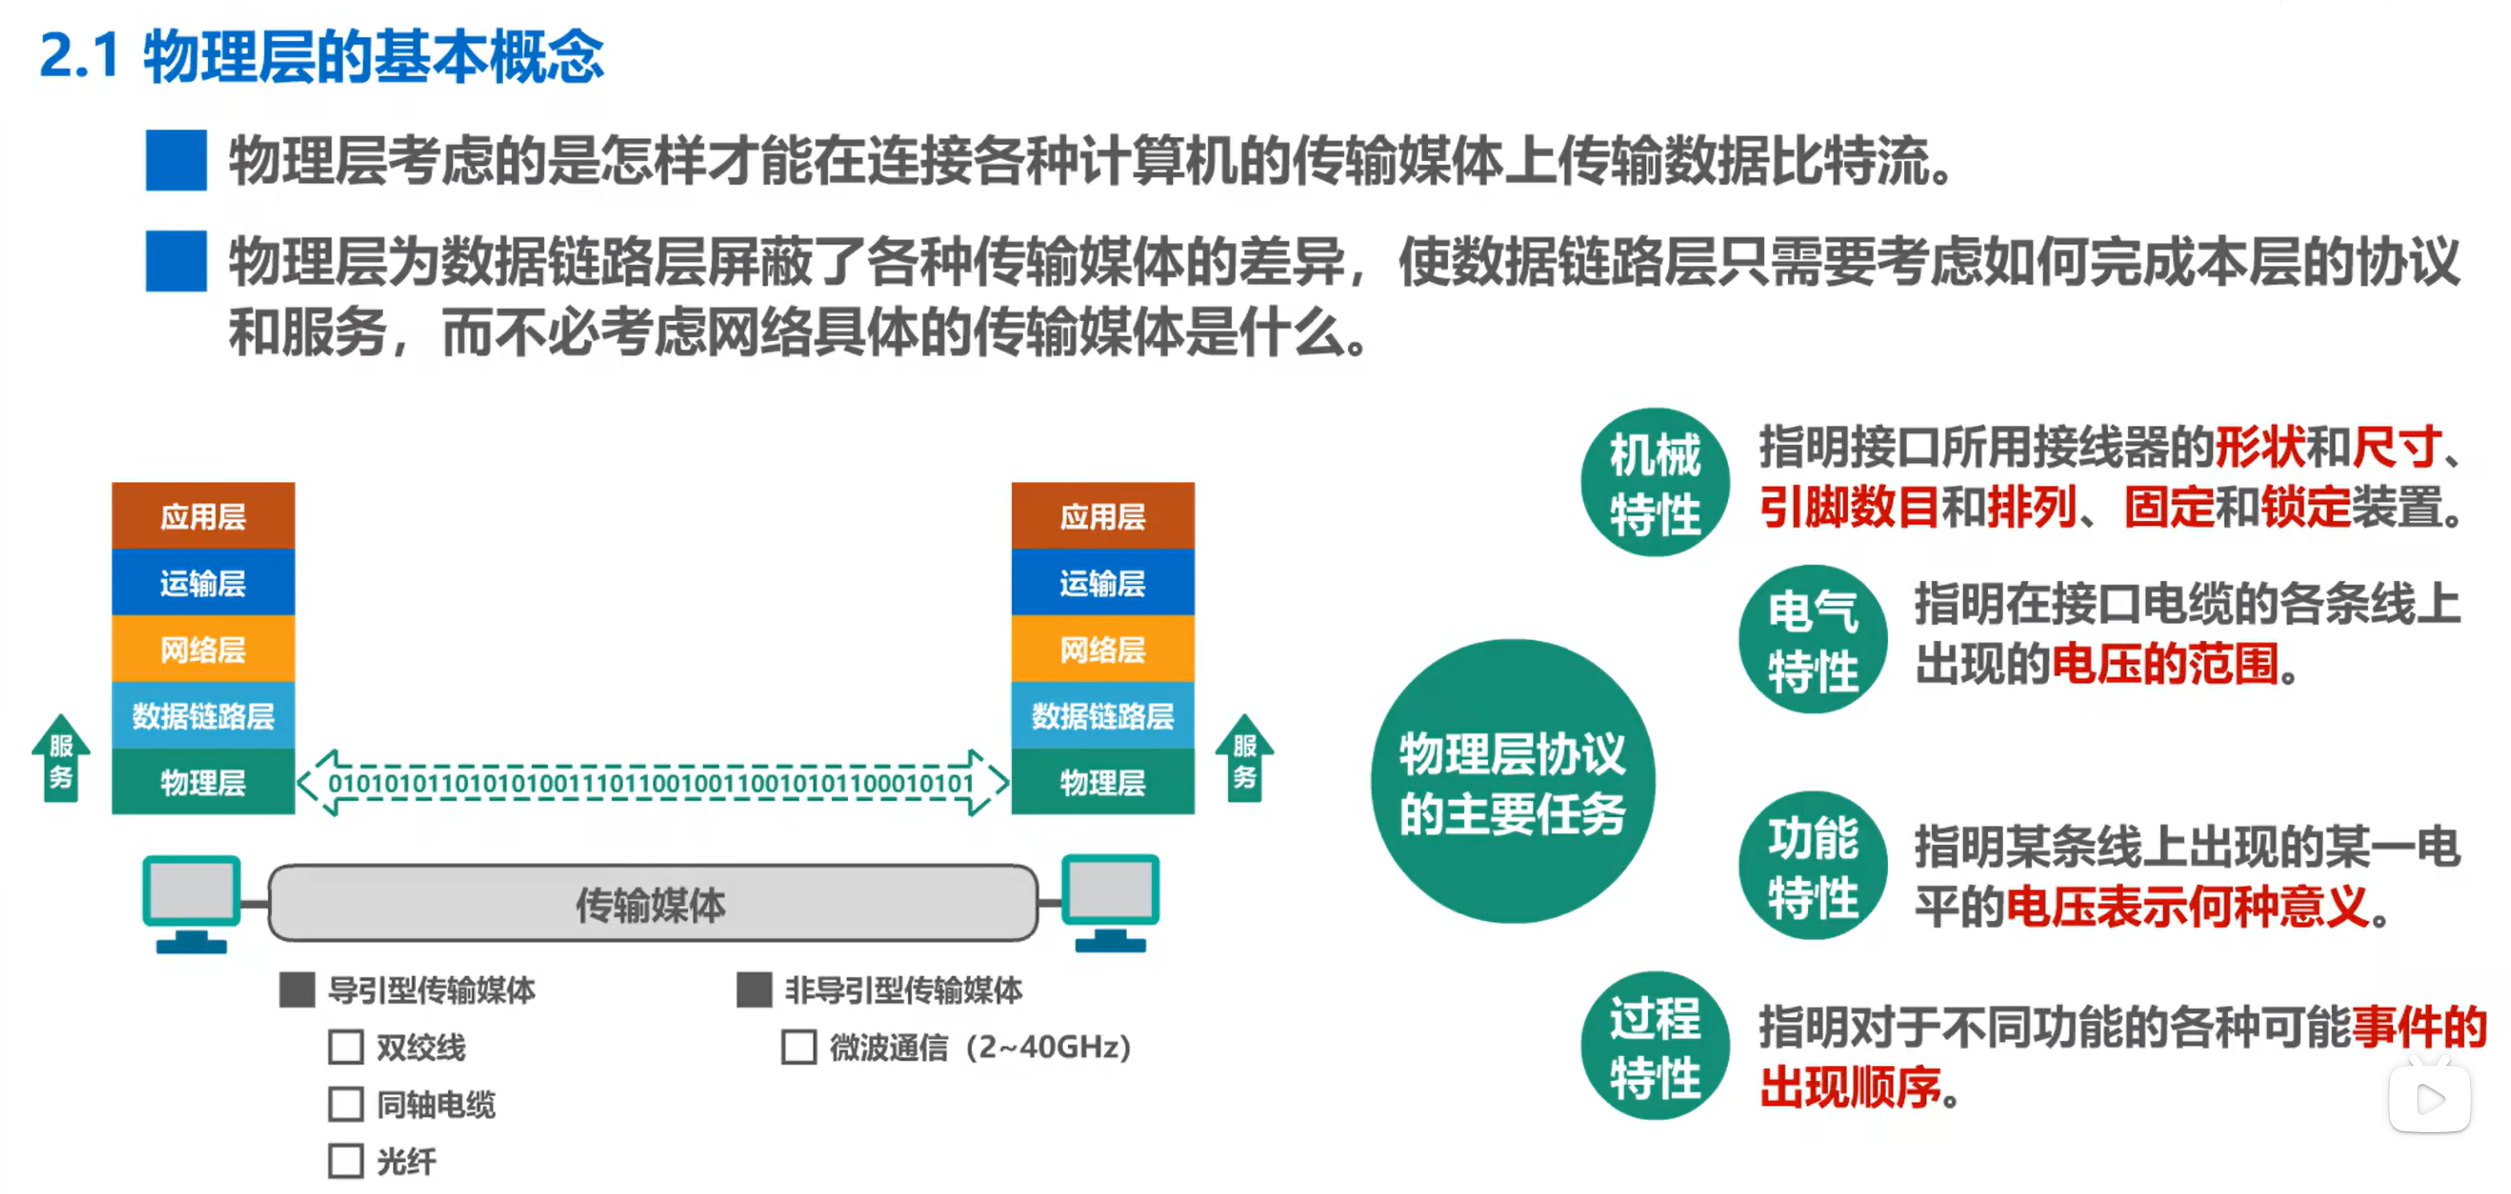 2.1 物理层的基本概念
物理层考虑的是怎样才能在连接各种计算机的传输媒体上传输数据比特流。
物理层为数据链路层屏蔽了各种传输媒体的差异，使数据链路层只需要考虑如何完成本层的协议
和服务，而不必考虑网络具体的传输媒体是什么。
应用层
运输层
网络层
数据链路层
物理层
服务
010101011010101001110110010011001010110001010​1
应用层
运输层
网络层
数据链路层
物理层
服务
传输媒体
导引型传输媒体
双绞线
同轴电缆
光纤
非导引型传输媒体
微波通信（2~40GHz）
物理层协议
的主要任务
机械
特性
指明接口所用接线器的形状和尺寸、
引脚数目和排列、固定和锁定装置。
电气
特性
指明在接口电缆的各条线上
出现的电压的范围。
功能
特性
指明某条线上出现的某一电
平的电压表示何种意义。
过程
特性
指明对于不同功能的各种可能事件的
出现顺序。